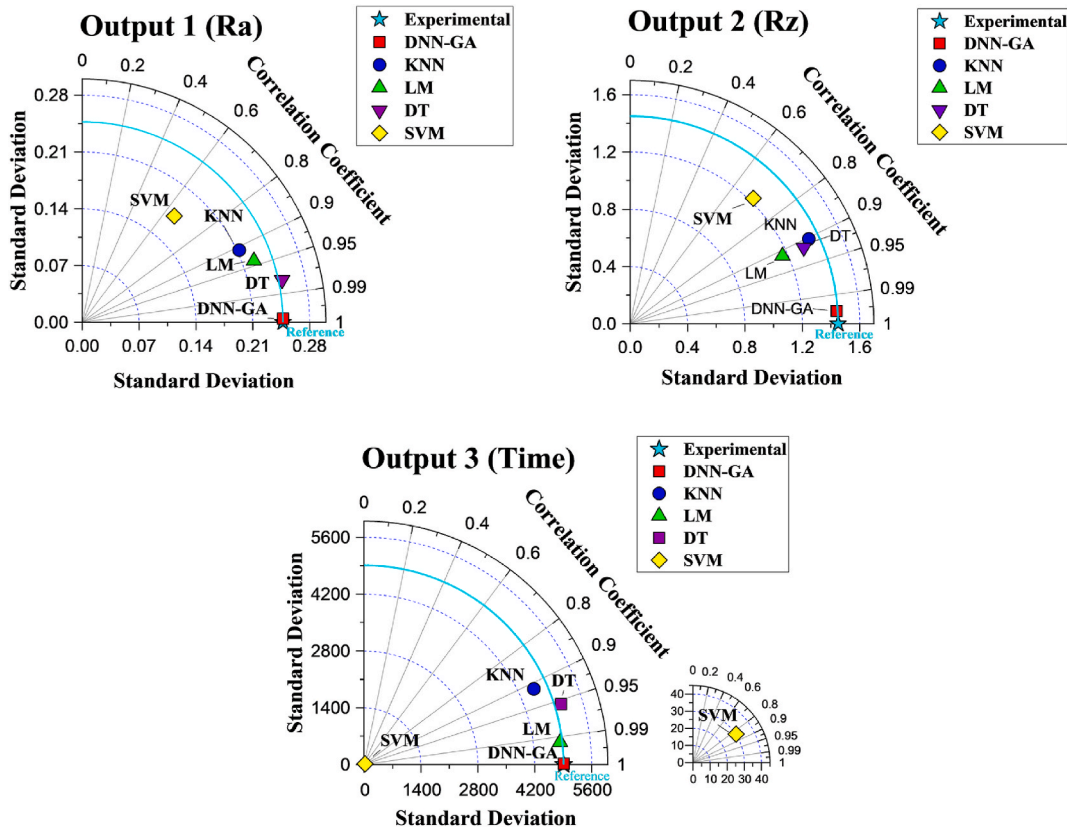 Output 1 (Ra)
Experimental
DNN-GA
KNN
LM
DT
SVM
0
0.2
0.4
0.6
0.8
0.9
0.95
0.99
1
Correlation Coefficient
Standard Deviation
0.28
0.21
0.14
0.07
0.00
SVM
KNN
LM
DT
DNN-GA
Reference
0.00 0.07 0.14 0.21 0.28
Standard Deviation
Output 2 (Rz)
Experimental
DNN-GA
KNN
LM
DT
SVM
0
0.2
0.4
0.6
0.8
0.9
0.95
0.99
1
Correlation Coefficient
Standard Deviation
1.6
1.2
0.8
0.4
0.0
SVM
KNN
DT
LM
DNN-GA
Reference
0.0 0.4 0.8 1.2 1.6
Standard Deviation
Output 3 (Time)
Experimental
DNN-GA
KNN
LM
DT
SVM
0
0.2
0.4
0.6
0.8
0.9
0.95
0.99
1
Correlation Coefficient
Standard Deviation
5600
4200
2800
1400
0
KNN
DT
LM
DNN-GA
SVM
Reference
0 1400 2800 4200 5600
Standard Deviation
0
0.2
0.4
0.6
0.8
0.9
0.95
0.99
1
40
30
20
10
0
SVM
0 10 20 30 40